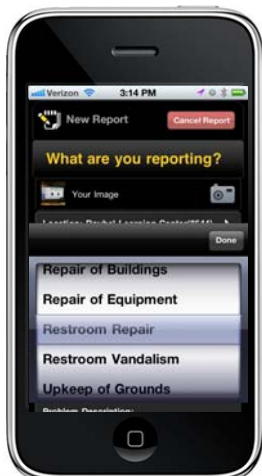 Verizon 3:14 PM
New Report Cancel Report
What are you reporting?
Your Image
Done
Repair of Buildings
Repair of Equipment
Restroom Repair
Restroom Vandalism
Upkeep of Grounds
Problem Description: